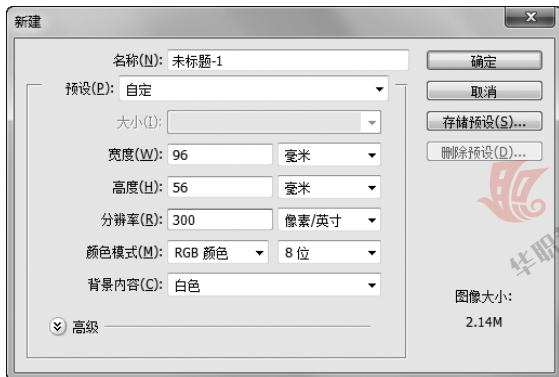 新建
名称(N): 未标题-1
确定
预设(P): 自定
取消
大小(I):
存储预设(S)...
宽度(W): 96 毫米
删除预设(D)...
高度(H): 56 毫米
分辨率(R): 300 像素/英寸
颜色模式(M): RGB 颜色 8 位
背景内容(C): 白色
图像大小:
2.14M
高级
华职